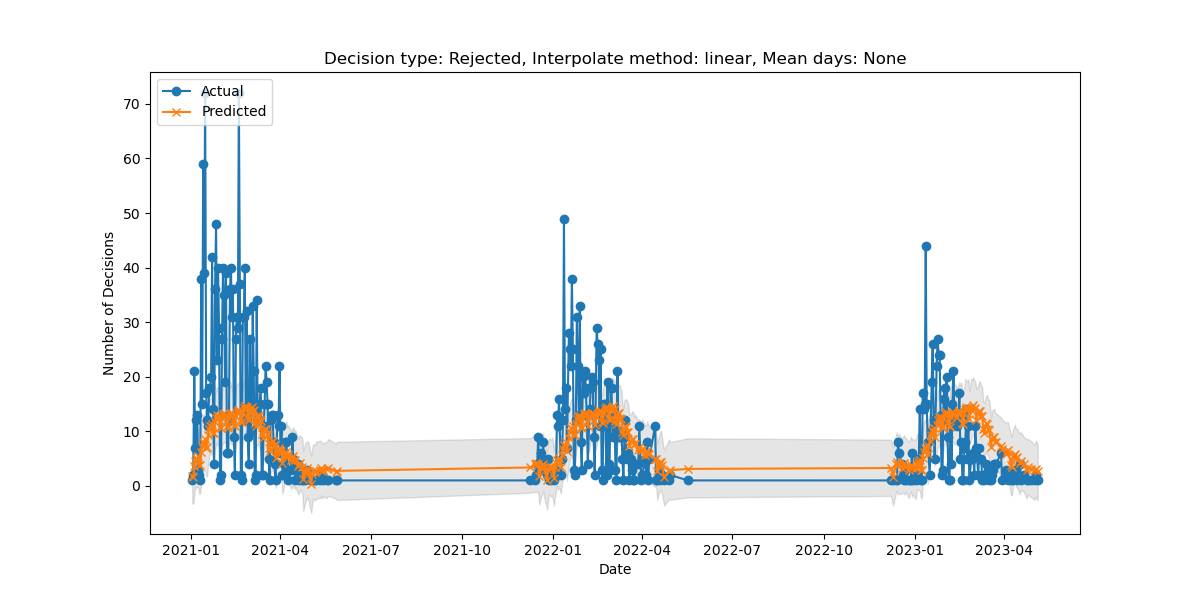 Decision type: Rejected, Interpolate method: linear, Mean days: None
Actual
Predicted
70
60
50
40
30
20
10
0
Number of Decisions
2021-01 2021-04 2021-07 2021-10 2022-01 2022-04 2022-07 2022-10 2023-01 2023-04
Date